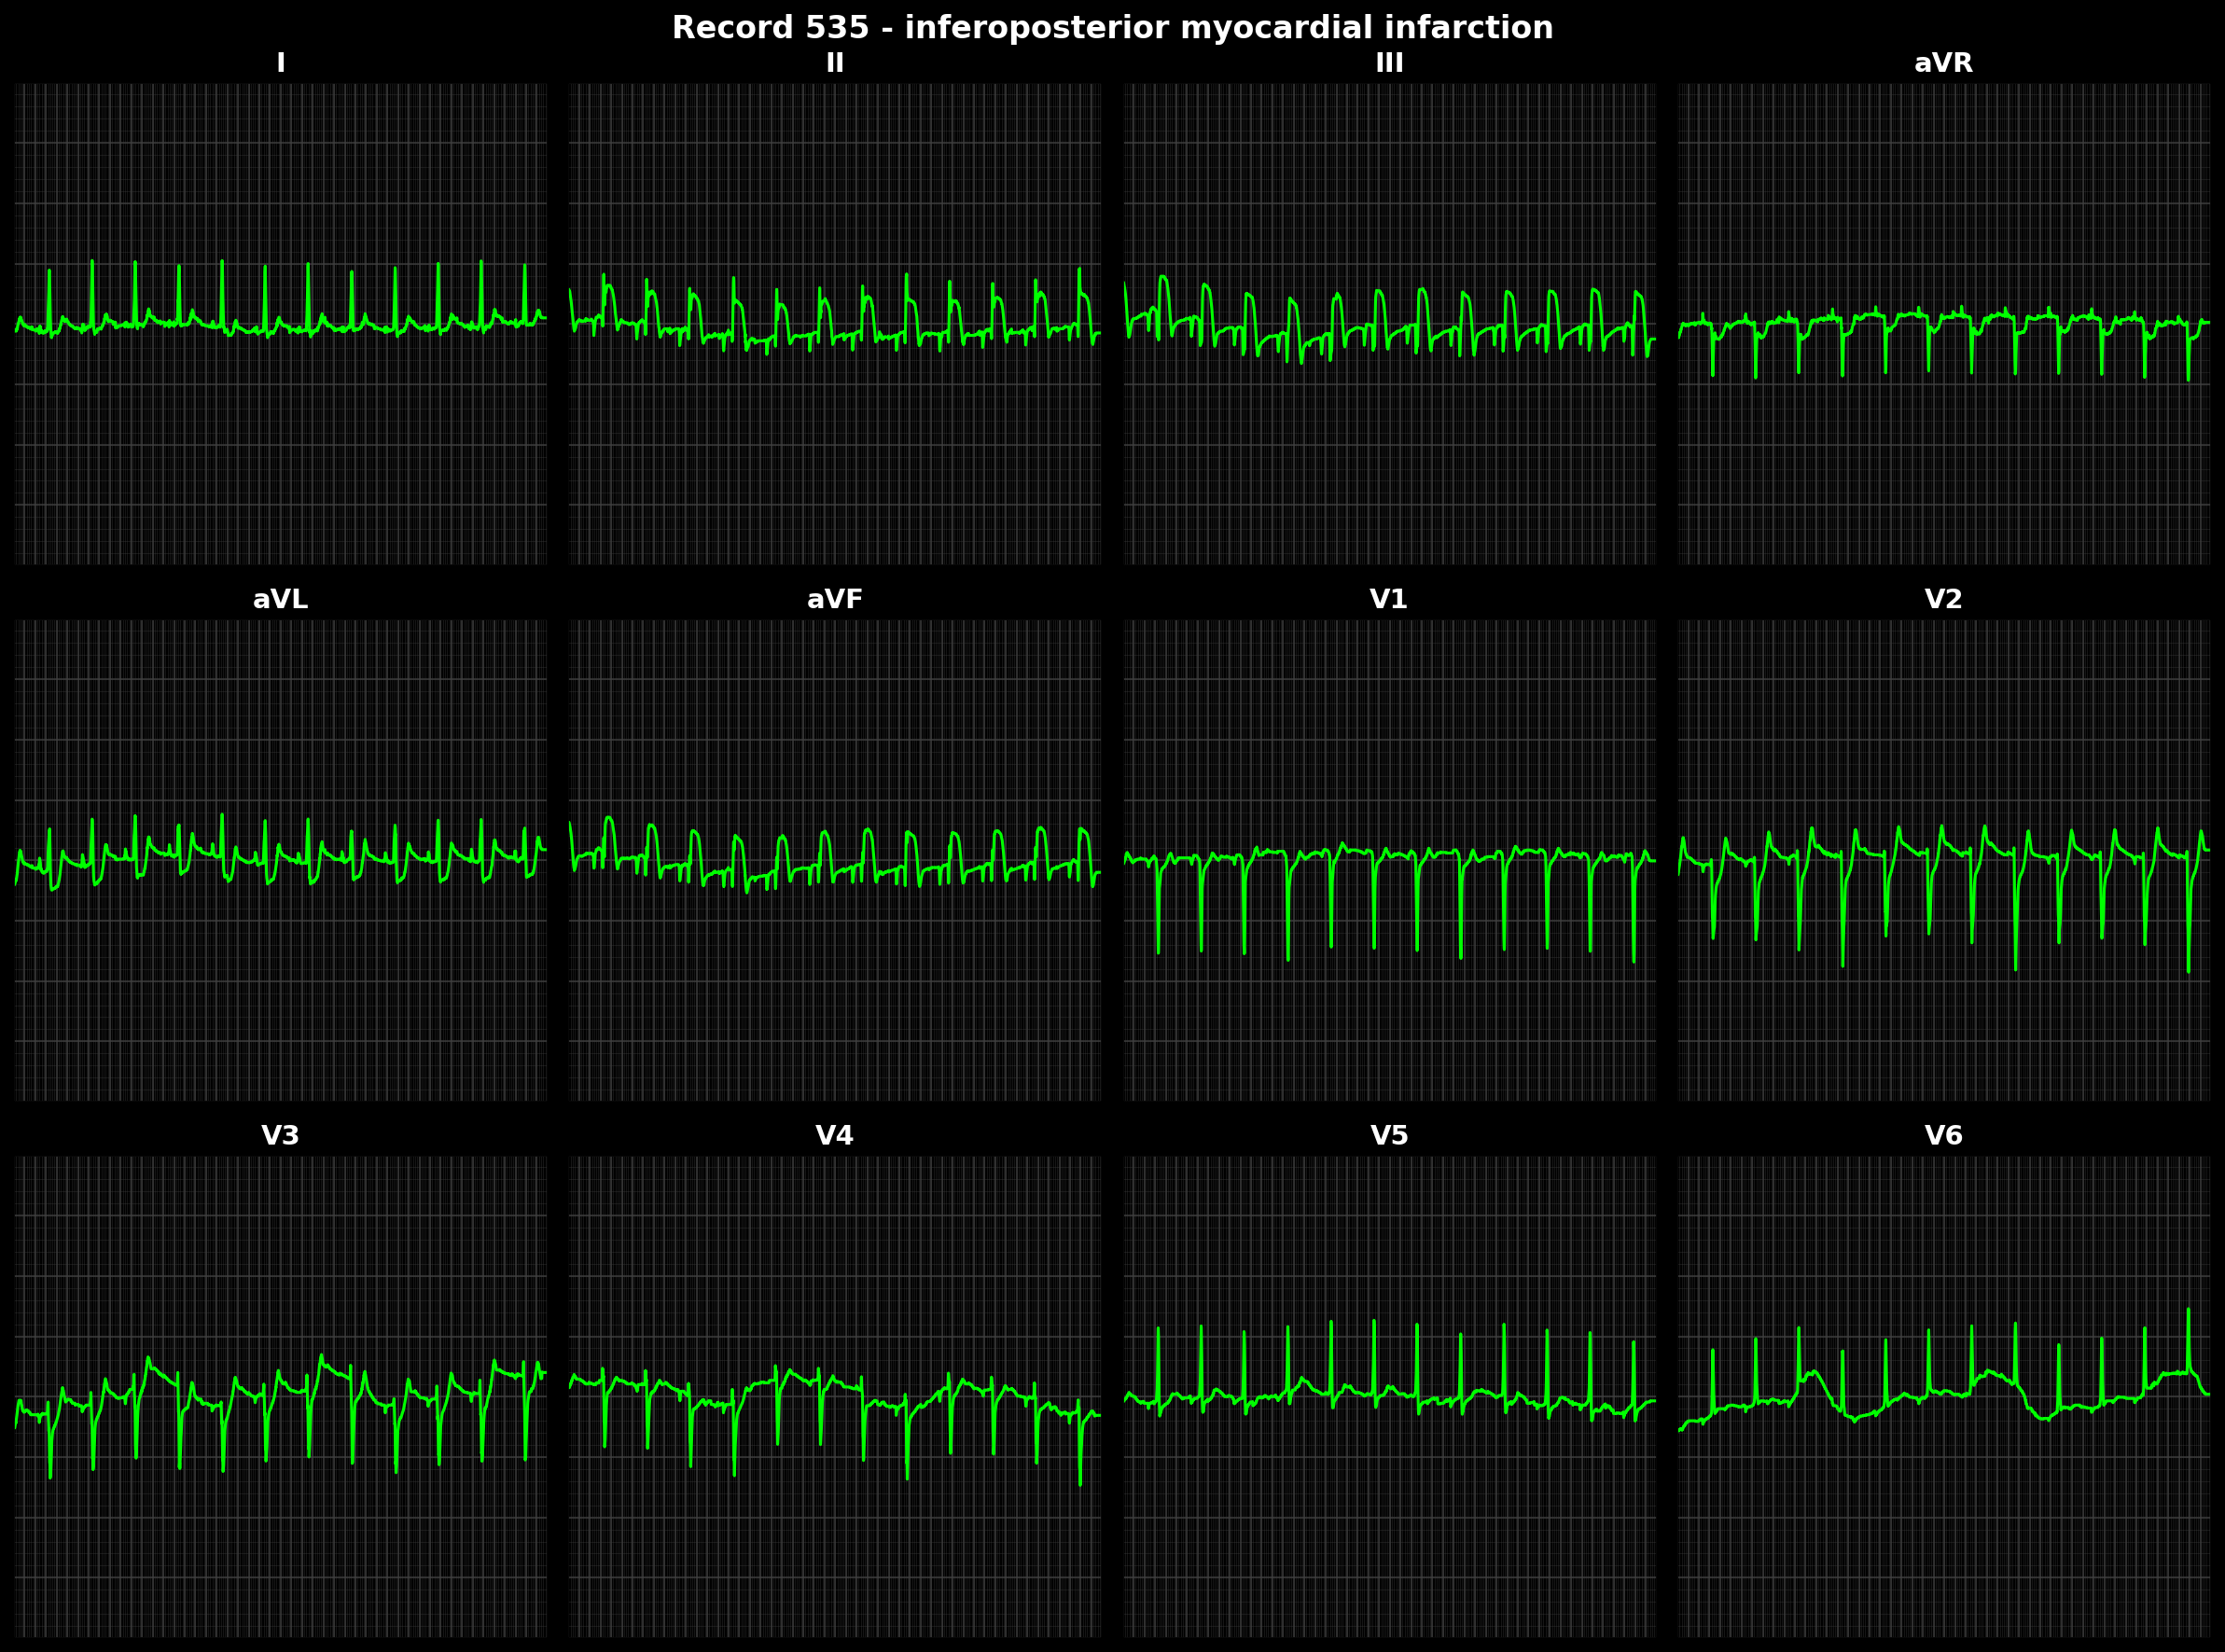 Record 535 - inferoposterior myocardial infarction
I
II
III
aVR
aVL
aVF
V1
V2
V3
V4
V5
V6